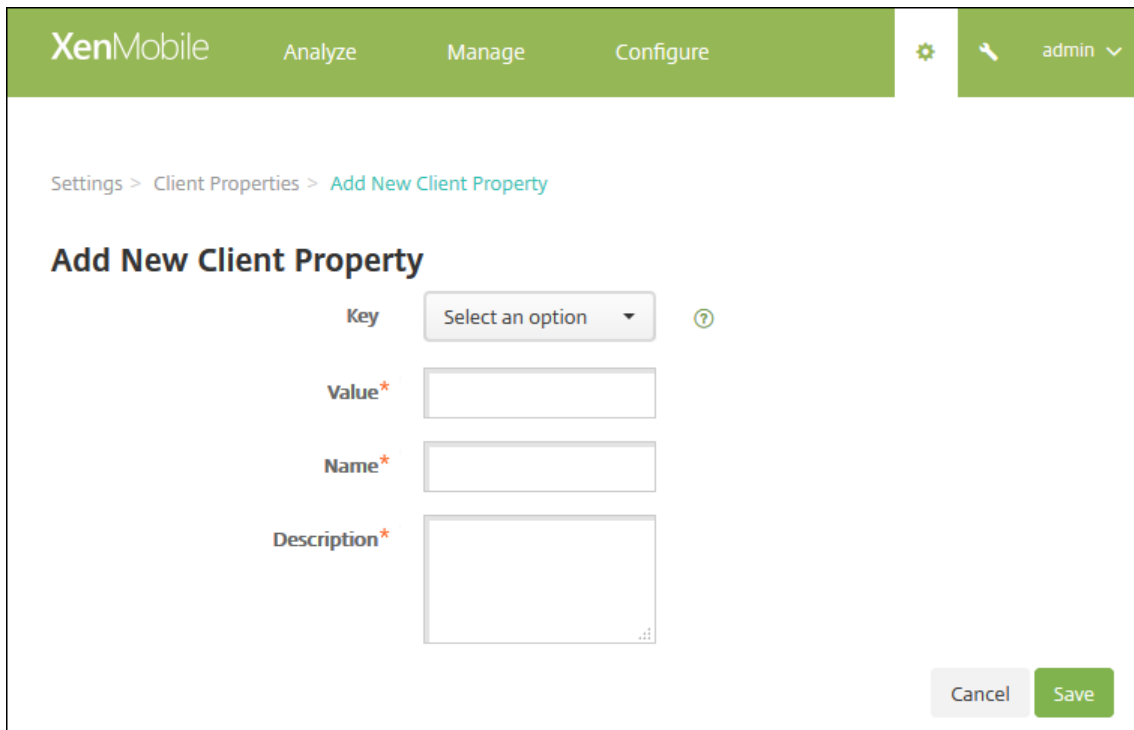 XenMobile Analyze Manage Configure admin
Settings > Client Properties > Add New Client Property
Add New Client Property
Key Select an option ?
Value*
Name*
Description*
Cancel Save